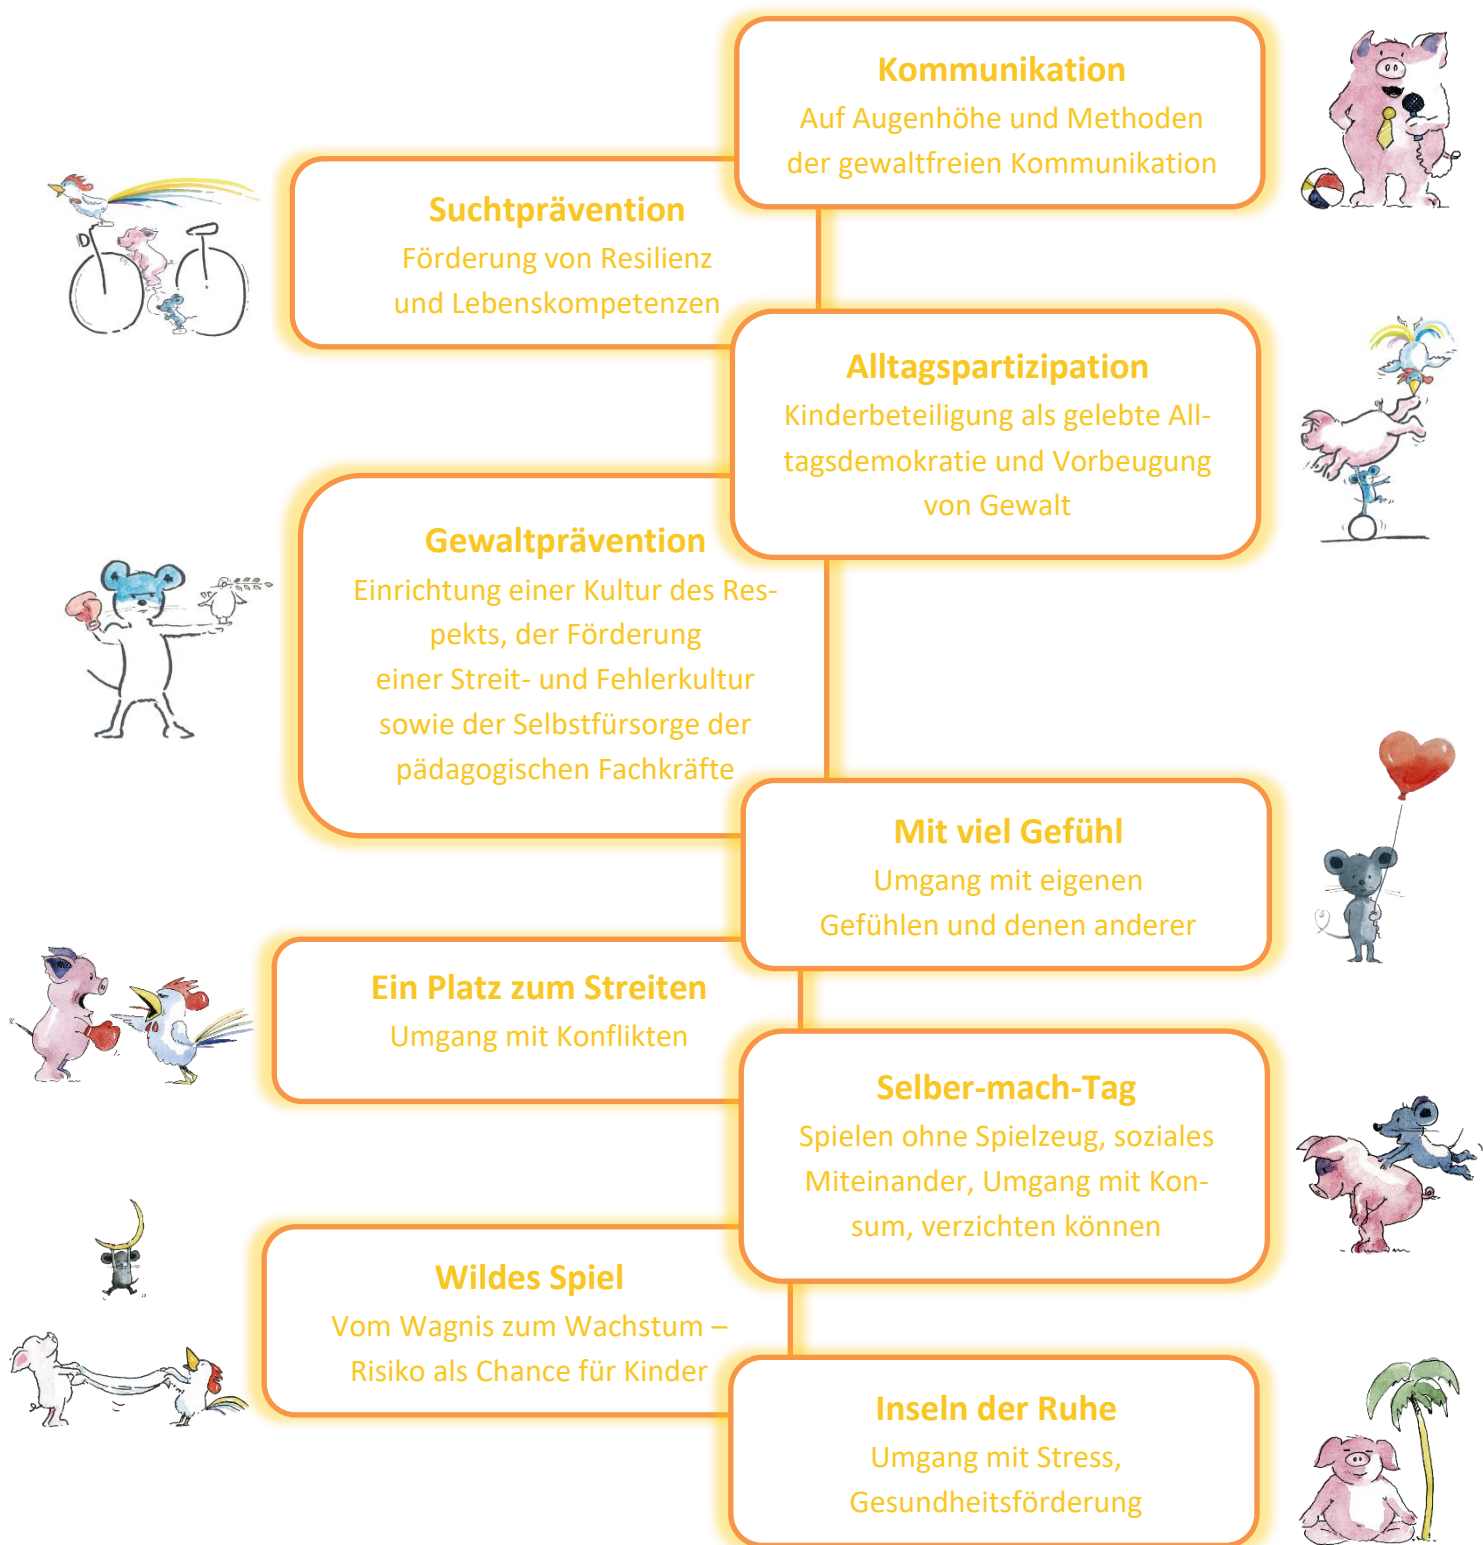 Kommunikation
Auf Augenhöhe und Methoden
der gewaltfreien Kommunikation
Suchtprävention
Förderung von Resilienz
und Lebenskompetenzen
Alltagspartizipation
Kinderbeteiligung als gelebte All-
tagsdemokratie und Vorbeugung
von Gewalt
Gewaltprävention
Einrichtung einer Kultur des Res-
pekts, der Förderung
einer Streit- und Fehlerkultur
sowie der Selbstfürsorge der
pädagogischen Fachkräfte
Mit viel Gefühl
Umgang mit eigenen
Gefühlen und denen anderer
Ein Platz zum Streiten
Umgang mit Konflikten
Selber-mach-Tag
Spielen ohne Spielzeug, soziales
Miteinander, Umgang mit Kon-
sum, verzichten können
Wildes Spiel
Vom Wagnis zum Wachstum –
Risiko als Chance für Kinder
Inseln der Ruhe
Umgang mit Stress,
Gesundheitsförderung